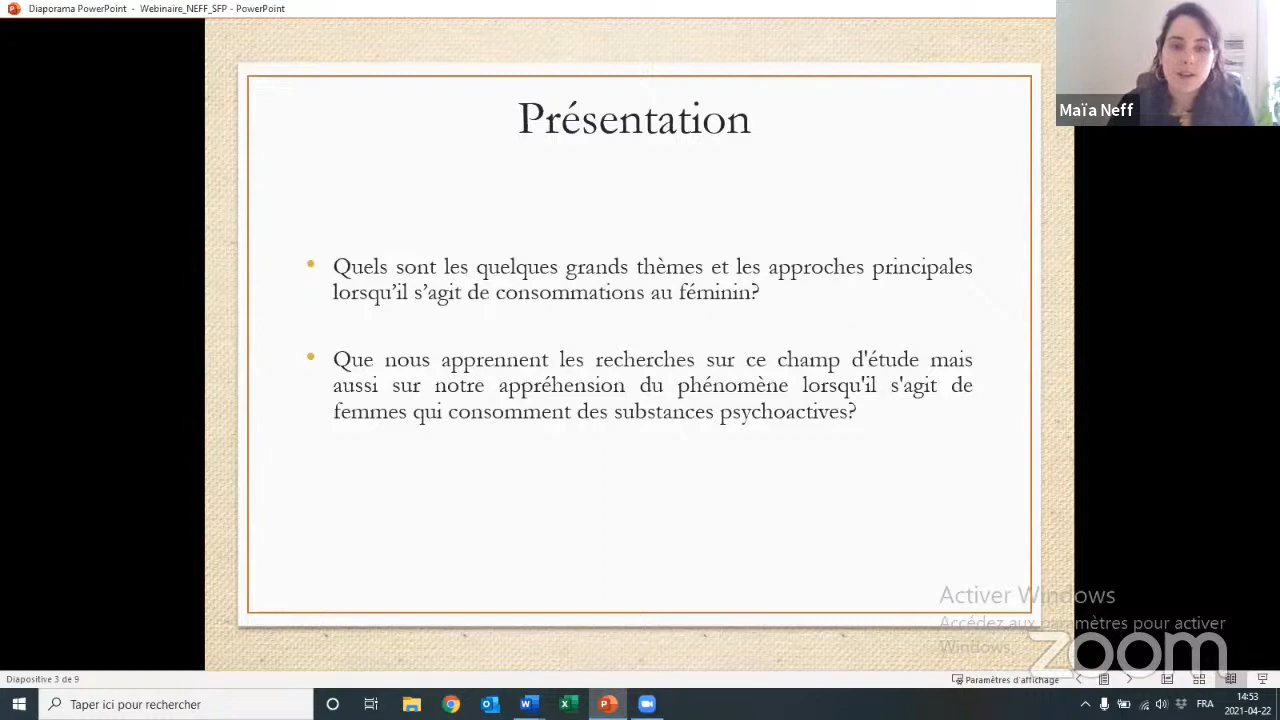 Diaporama PowerPoint - Webinaire_NEFF_SFP - PowerPoint
Maïa Neff
Présentation
• Quels sont les quelques grands thèmes et les approches principales
lorsqu’il s’agit de consommations au féminin?
• Que nous apprennent les recherches sur ce champ d'étude mais
aussi sur notre appréhension du phénomène lorsqu'il s'agit de
femmes qui consomment des substances psychoactives?
Activer Windows
Accédez aux paramètres pour activer
Windows.
zoom
Diapositive 3 de 9
Paramètres d'affichage
Taper ici pour rechercher
FRA
14:53
2021-04-22